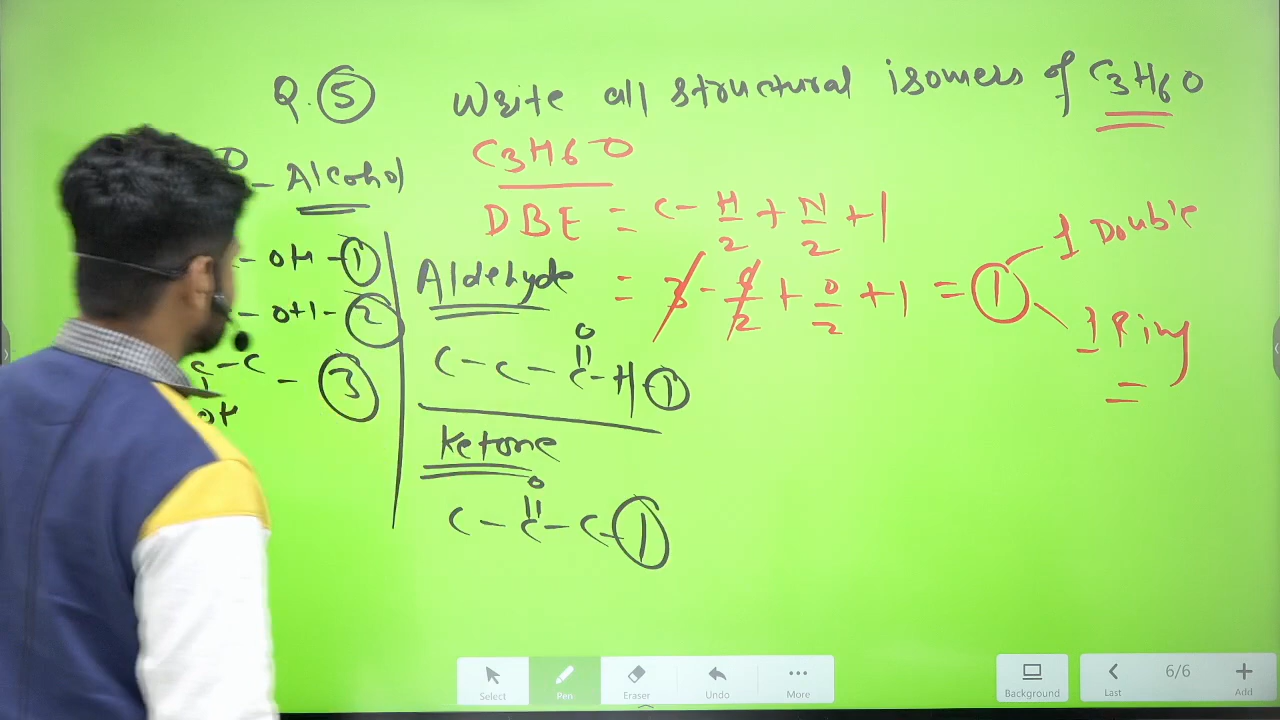 Q. 5 Write all structural isomers of C3H6O
C3H6O
DBE = C - H/2 + N/2 + 1
= 3 - 6/2 + 0/2 + 1 = 1
1 Double
1 Ring
O - Alcohol
- OH - 1
- OH - 2
C - C - 3
OH
Aldehyde
O
C - C - C - H 1
Ketone
O
C - C - C - 1
Select
Pen
Eraser
Undo
More
Background
Last
6/6
Add